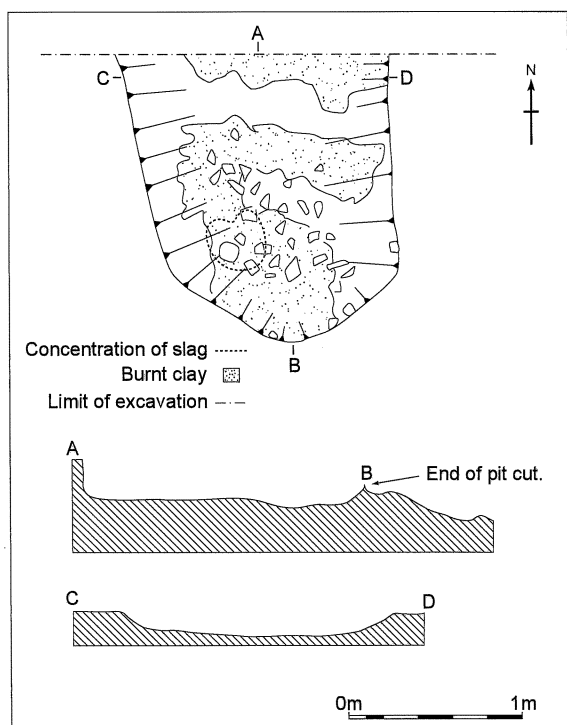 A
C
D
N
Concentration of slag
Burnt clay
Limit of excavation
B
A
B
End of pit cut.
C
D
0m
1m